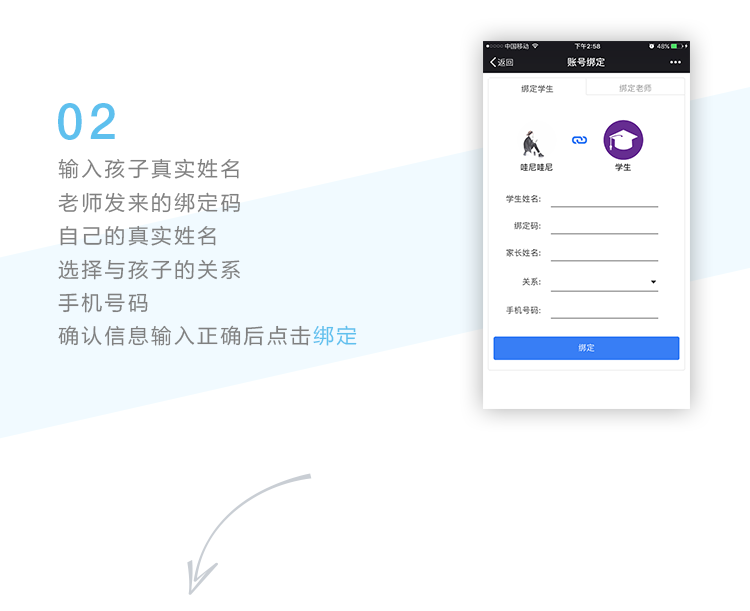 02
输入孩子真实姓名
老师发来的绑定码
自己的真实姓名
选择与孩子的关系
手机号码
确认信息输入正确后点击绑定
中国移动 下午2:58 48%
返回 账号绑定
绑定学生 绑定老师
哇尼哇尼 学生
学生姓名:
绑定码:
家长姓名:
关系:
手机号码:
绑定